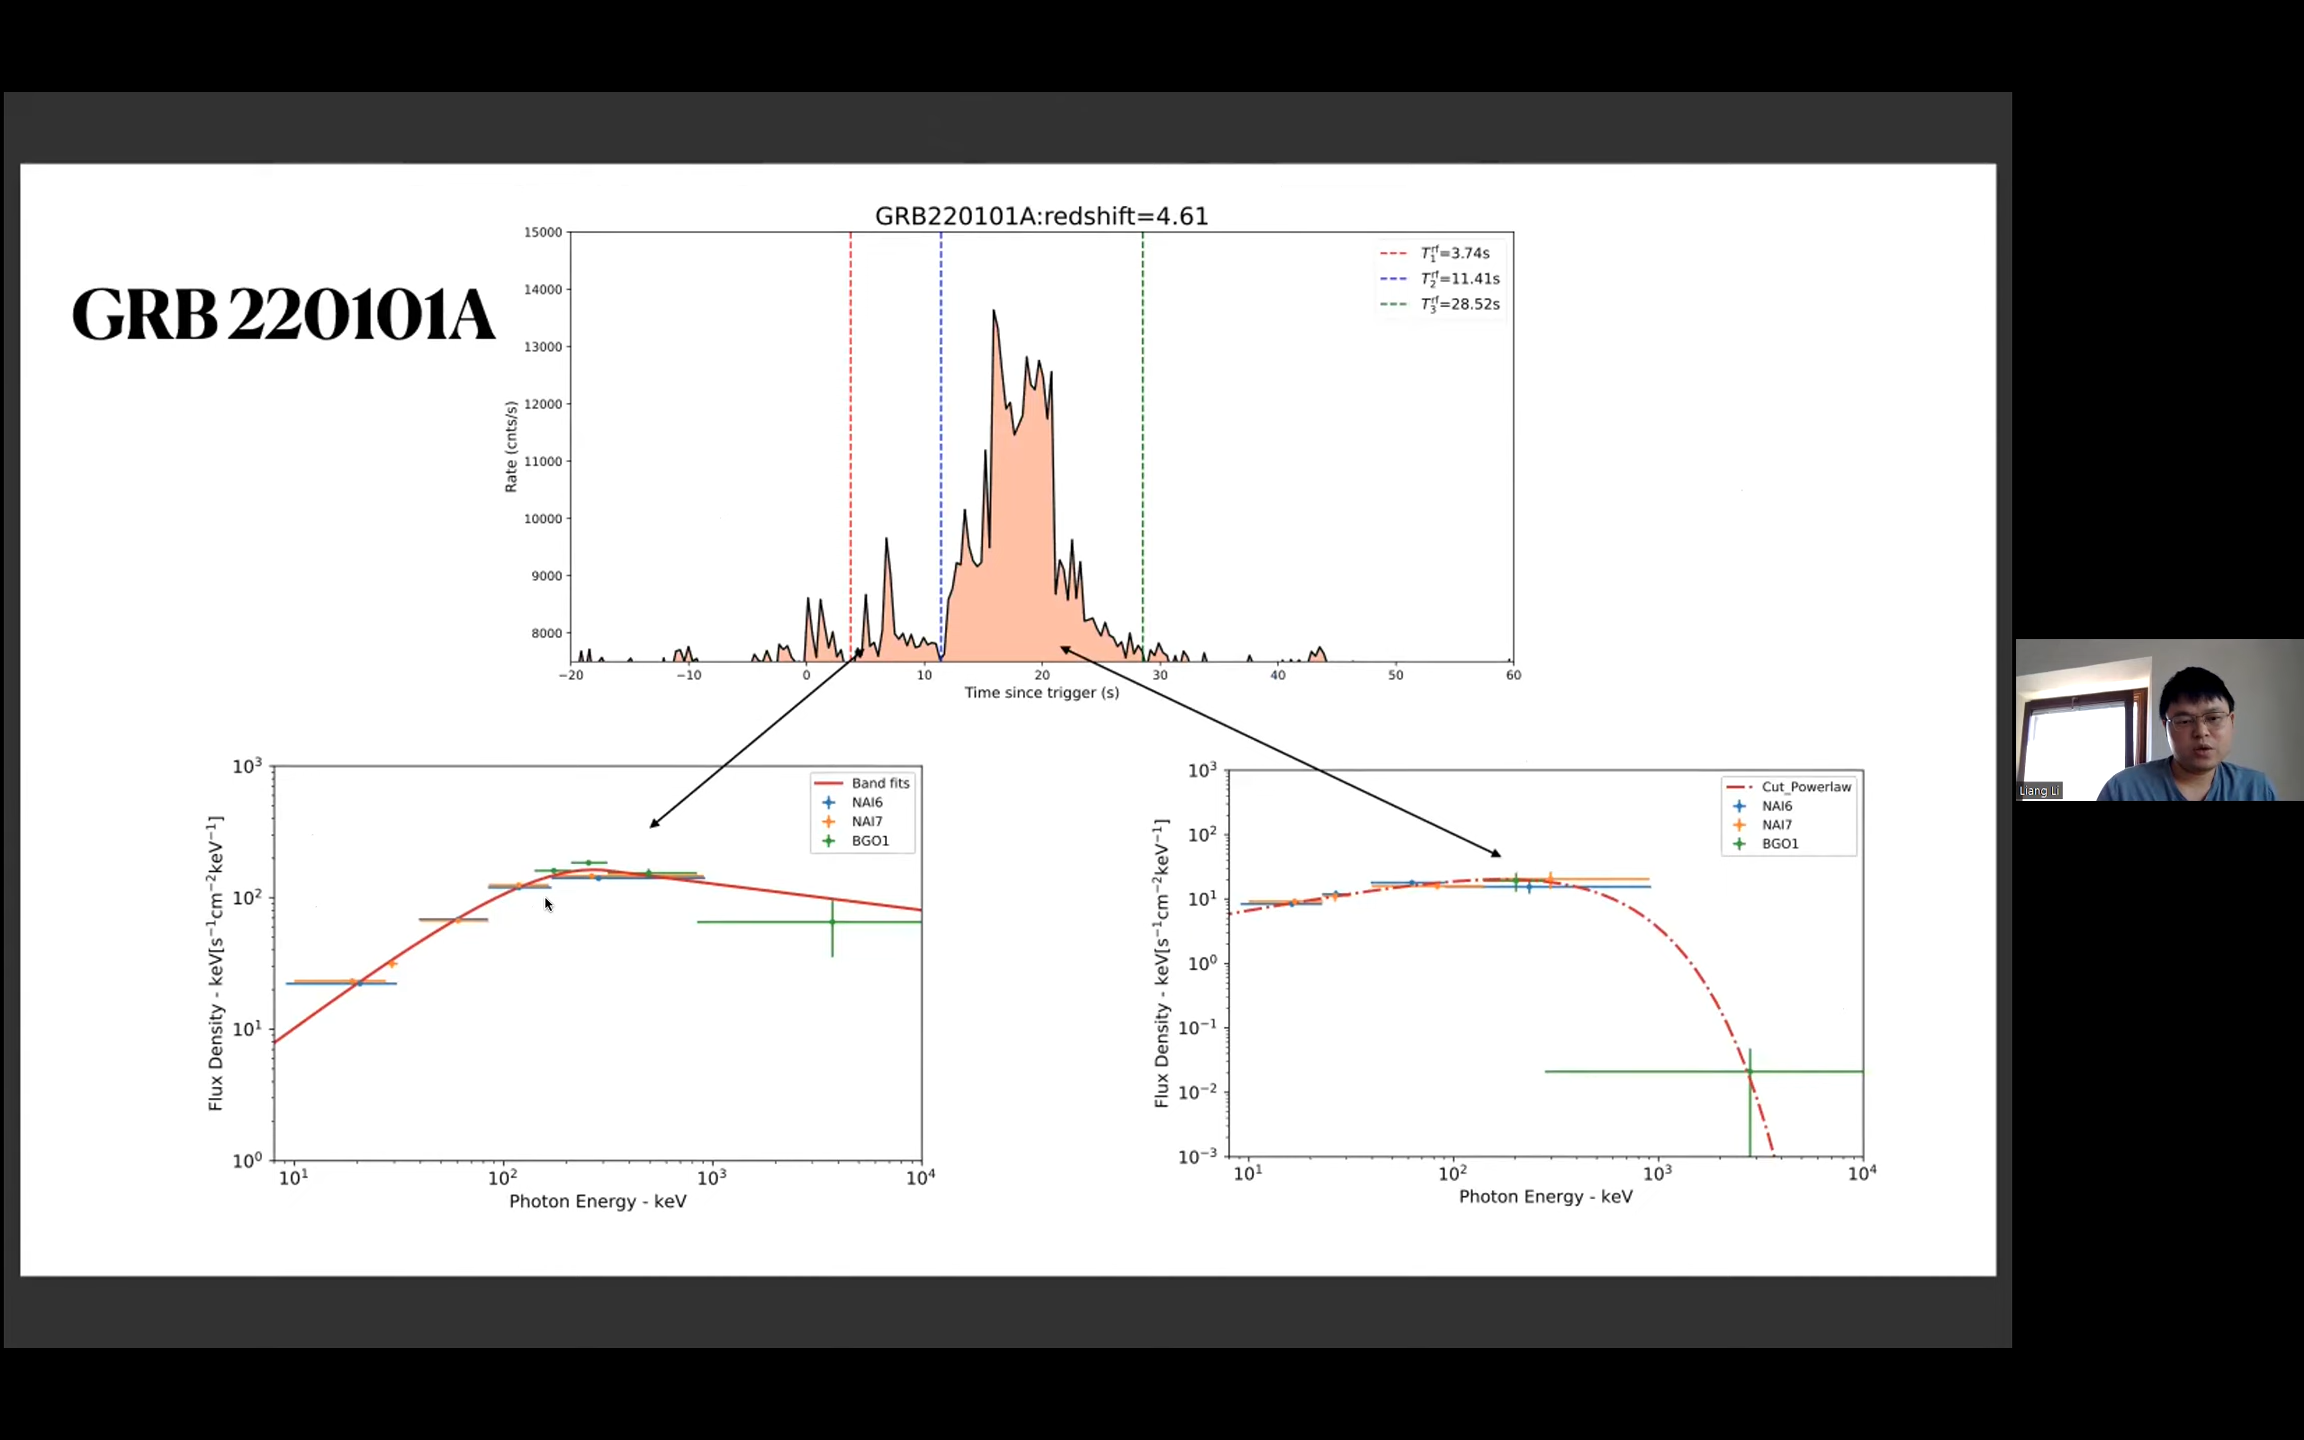 GRB 220101A
GRB220101A:redshift=4.61
15000
14000
13000
12000
11000
10000
9000
8000
Rate (cnts/s)
T₁ʳᶠ=3.74s
T₂ʳᶠ=11.41s
T₃ʳᶠ=28.52s
−20 −10 0 10 20 30 40 50 60
Time since trigger (s)
10³
10²
10¹
10⁰
Flux Density - keV[s⁻¹cm⁻²keV⁻¹]
Band fits
NAI6
NAI7
BGO1
10¹ 10² 10³ 10⁴
Photon Energy - keV
10³
10²
10¹
10⁰
10⁻¹
10⁻²
10⁻³
Flux Density - keV[s⁻¹cm⁻²keV⁻¹]
Cut_Powerlaw
NAI6
NAI7
BGO1
10¹ 10² 10³ 10⁴
Photon Energy - keV
Liang Li